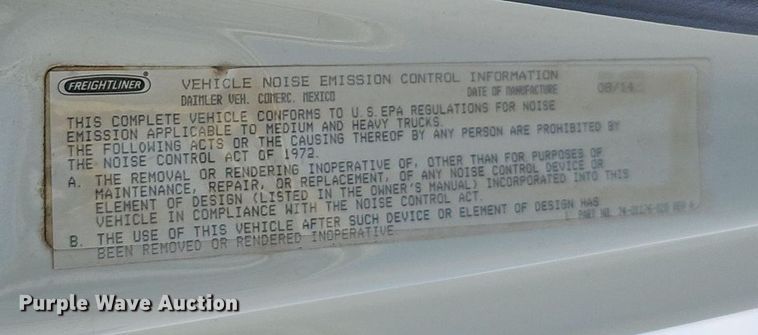 FREIGHTLINER
VEHICLE NOISE EMISSION CONTROL INFORMATION
DAIMLER VEH. COMERC. MEXICO DATE OF MANUFACTURE 08/14
THIS COMPLETE VEHICLE CONFORMS TO U.S.EPA REGULATIONS FOR NOISE
EMISSION APPLICABLE TO MEDIUM AND HEAVY TRUCKS.
THE FOLLOWING ACTS OR THE CAUSING THEREOF BY ANY PERSON ARE PROHIBITED BY
THE NOISE CONTROL ACT OF 1972.
A. THE REMOVAL OR RENDERING INOPERATIVE OF, OTHER THAN FOR PURPOSES OF
MAINTENANCE, REPAIR, OR REPLACEMENT, OF ANY NOISE CONTROL DEVICE OR
ELEMENT OF DESIGN (LISTED IN THE OWNER'S MANUAL) INCORPORATED INTO THIS
VEHICLE IN COMPLIANCE WITH THE NOISE CONTROL ACT.
B. THE USE OF THIS VEHICLE AFTER SUCH DEVICE OR ELEMENT OF DESIGN HAS
BEEN REMOVED OR RENDERED INOPERATIVE.
PART NO.
Purple Wave Auction